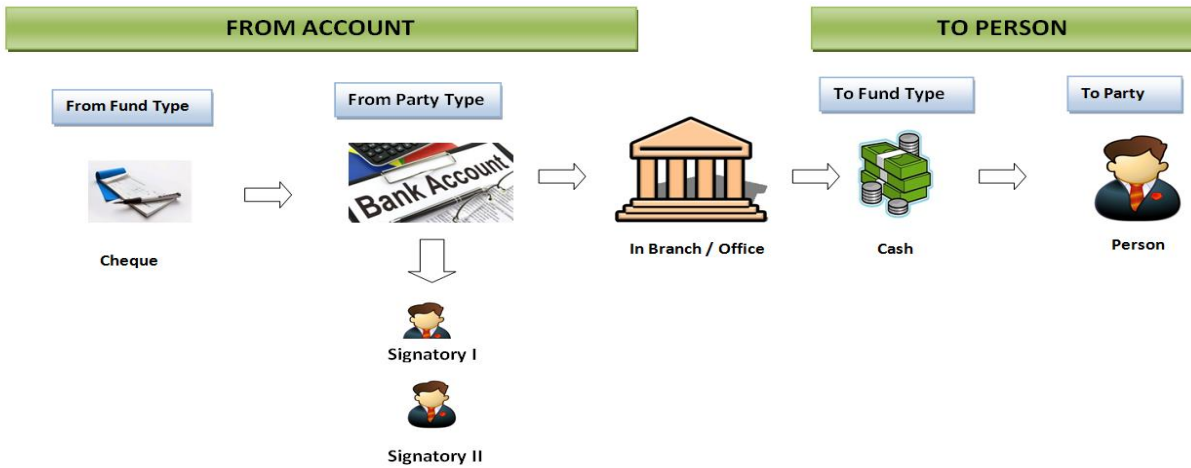 FROM ACCOUNT
TO PERSON
From Fund Type
From Party Type
To Fund Type
To Party
Bank Account
Cheque
In Branch / Office
Cash
Person
Signatory I
Signatory II